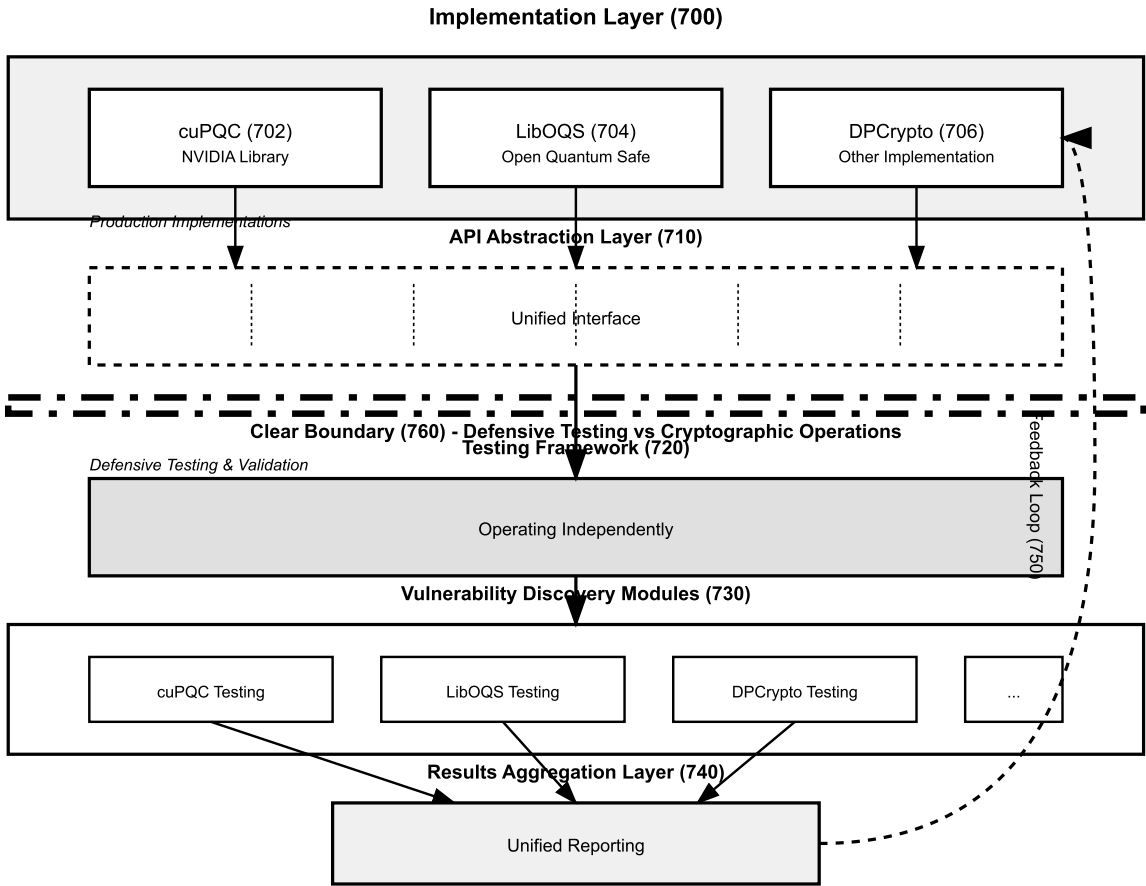 Implementation Layer (700)
cuPQC (702)
NVIDIA Library
LibOQS (704)
Open Quantum Safe
DPCrypto (706)
Other Implementation
Production Implementations
API Abstraction Layer (710)
Unified Interface
Clear Boundary (760) - Defensive Testing vs Cryptographic Operations
Testing Framework (720)
Defensive Testing & Validation
Feedback Loop (750)
Operating Independently
Vulnerability Discovery Modules (730)
cuPQC Testing
LibOQS Testing
DPCrypto Testing
...
Results Aggregation Layer (740)
Unified Reporting